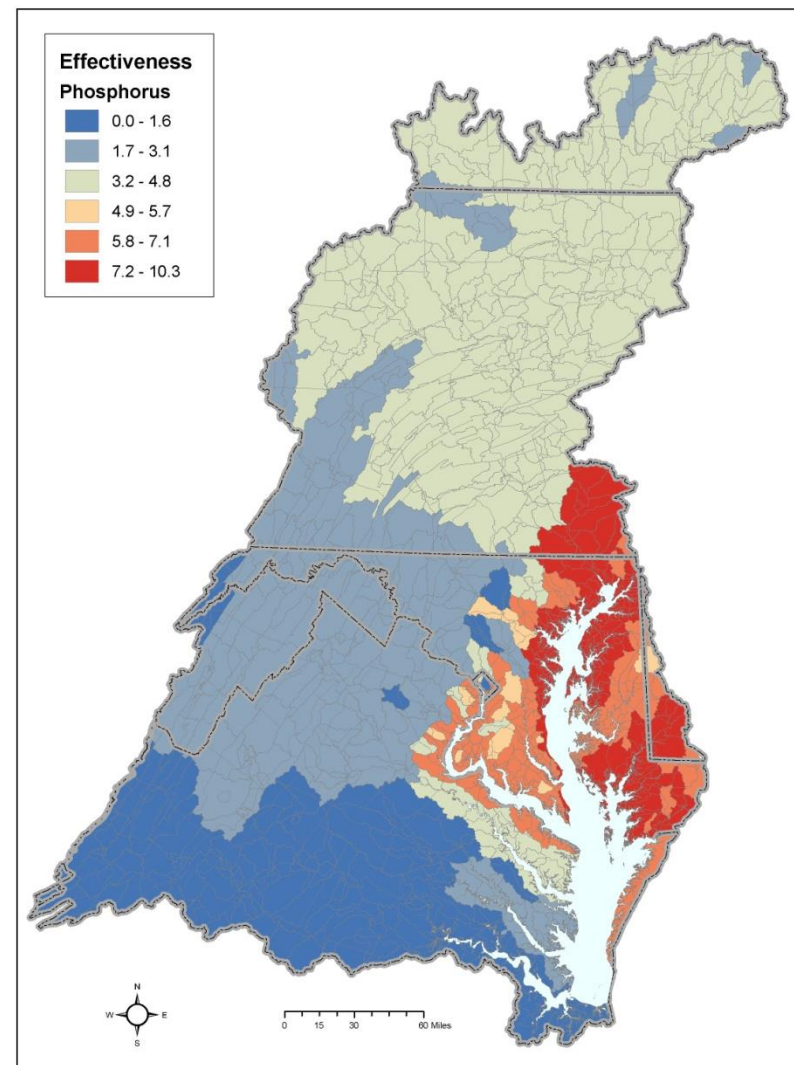 Effectiveness
Phosphorus
0.0 - 1.6
1.7 - 3.1
3.2 - 4.8
4.9 - 5.7
5.8 - 7.1
7.2 - 10.3
N
W E
S
0 15 30 60 Miles